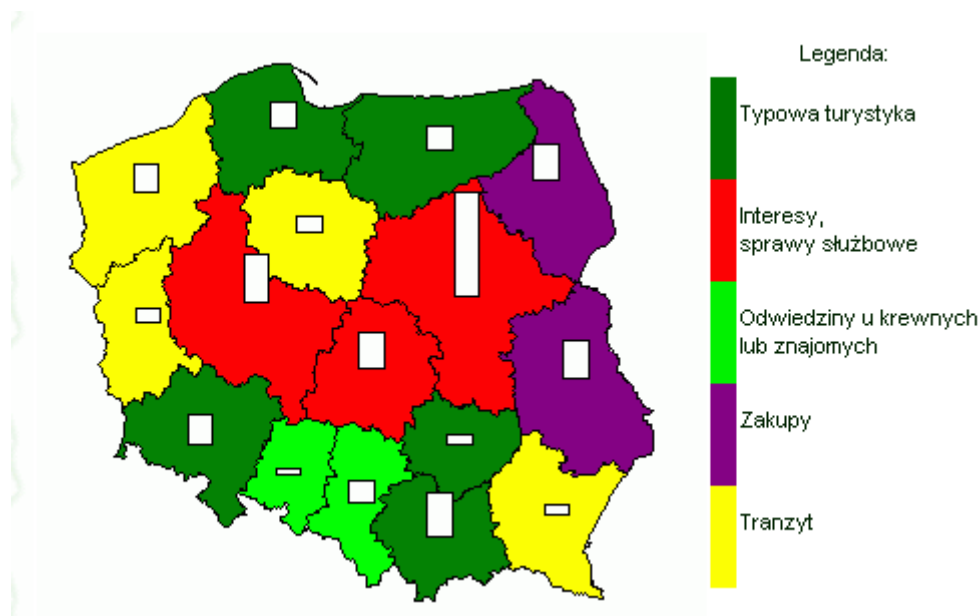 Legenda:
Typowa turystyka
Interesy,
sprawy służbowe
Odwiedziny u krewnych
lub znajomych
Zakupy
Tranzyt